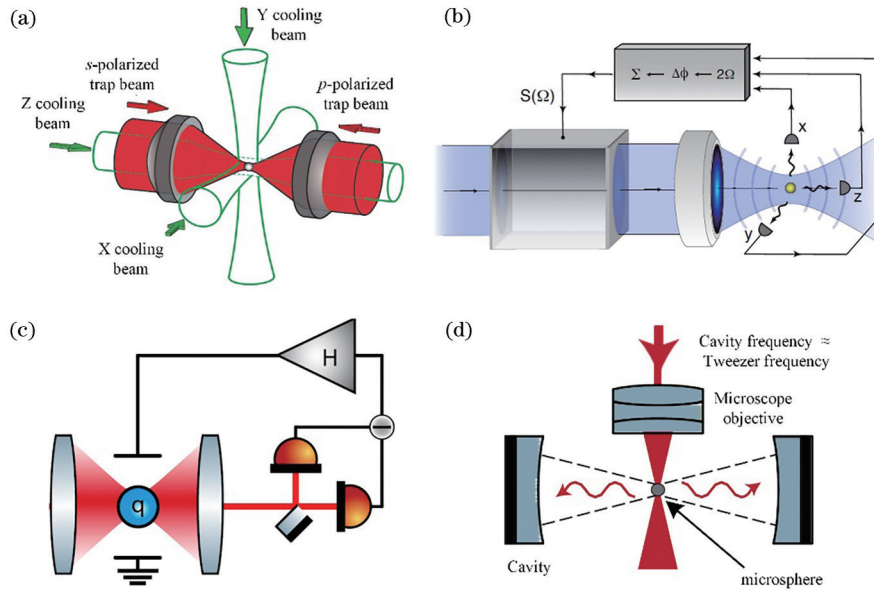 (a)
Y cooling
beam
s-polarized
trap beam
p-polarized
trap beam
Z cooling
beam
X cooling
beam
(b)
Σ ← Δϕ ← 2Ω
S(Ω)
x
z
y
(c)
H
−
q
(d)
Cavity frequency ≈
Tweezer frequency
Microscope
objective
Cavity
microsphere